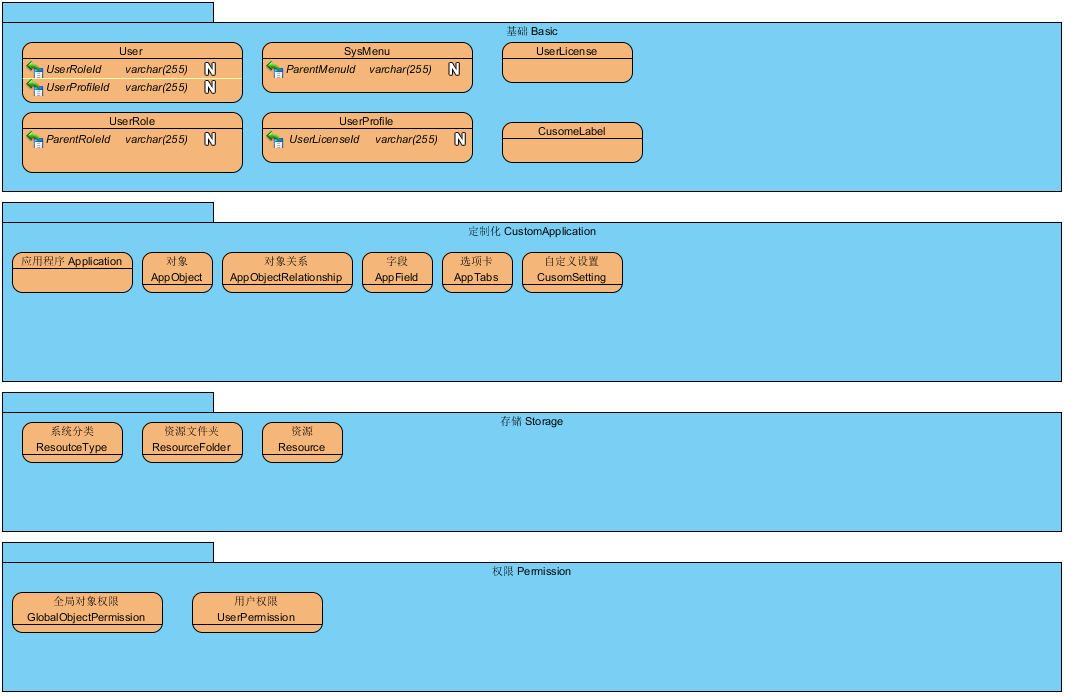 基础 Basic
User
UserRoleId varchar(255) N
UserProfileId varchar(255) N
SysMenu
ParentMenuId varchar(255) N
UserLicense
UserRole
ParentRoleId varchar(255) N
UserProfile
UserLicenseId varchar(255) N
CusomeLabel
定制化 CustomApplication
应用程序 Application
对象
AppObject
对象关系
AppObjectRelationship
字段
AppField
选项卡
AppTabs
自定义设置
CusomSetting
存储 Storage
系统分类
ResoutceType
资源文件夹
ResourceFolder
资源
Resource
权限 Permission
全局对象权限
GlobalObjectPermission
用户权限
UserPermission